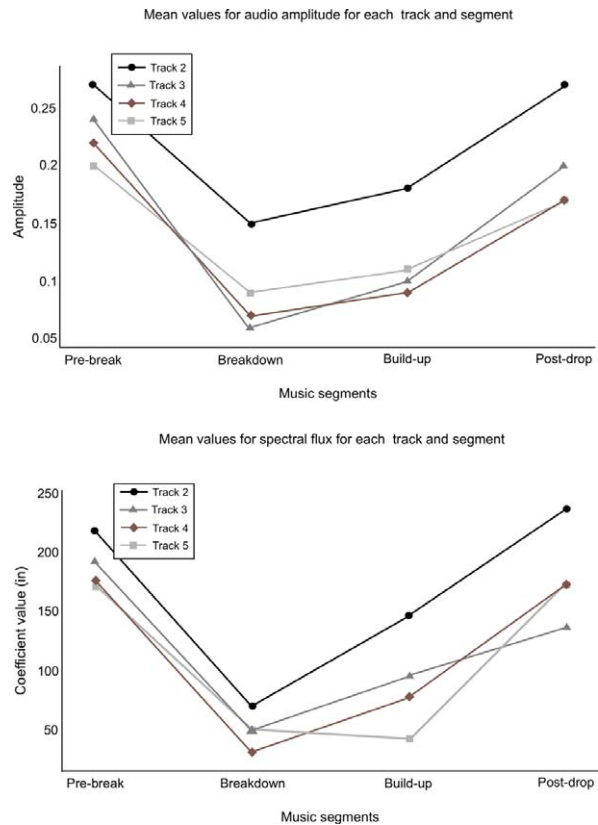 Mean values for audio amplitude for each track and segment
Track 2
Track 3
Track 4
Track 5
0.25
0.2
0.15
0.1
0.05
Amplitude
Pre-break Breakdown Build-up Post-drop
Music segments
Mean values for spectral flux for each track and segment
Track 2
Track 3
Track 4
Track 5
250
200
150
100
50
Coefficient value (in)
Pre-break Breakdown Build-up Post-drop
Music segments